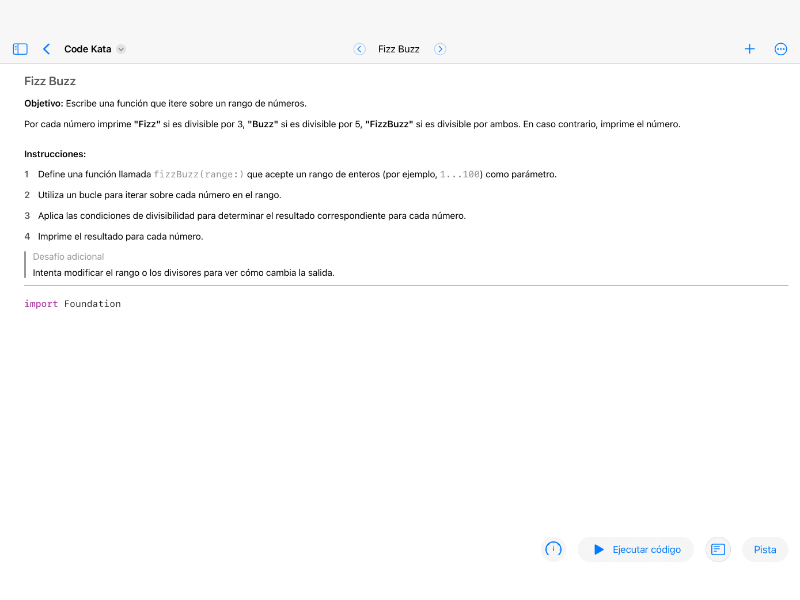 Code Kata
Fizz Buzz
Fizz Buzz
Objetivo: Escribe una función que itere sobre un rango de números.
Por cada número imprime "Fizz" si es divisible por 3, "Buzz" si es divisible por 5, "FizzBuzz" si es divisible por ambos. En caso contrario, imprime el número.
Instrucciones:
1 Define una función llamada fizzBuzz(range:) que acepte un rango de enteros (por ejemplo, 1...100) como parámetro.
2 Utiliza un bucle para iterar sobre cada número en el rango.
3 Aplica las condiciones de divisibilidad para determinar el resultado correspondiente para cada número.
4 Imprime el resultado para cada número.
Desafío adicional
Intenta modificar el rango o los divisores para ver cómo cambia la salida.
import Foundation
Ejecutar código
Pista